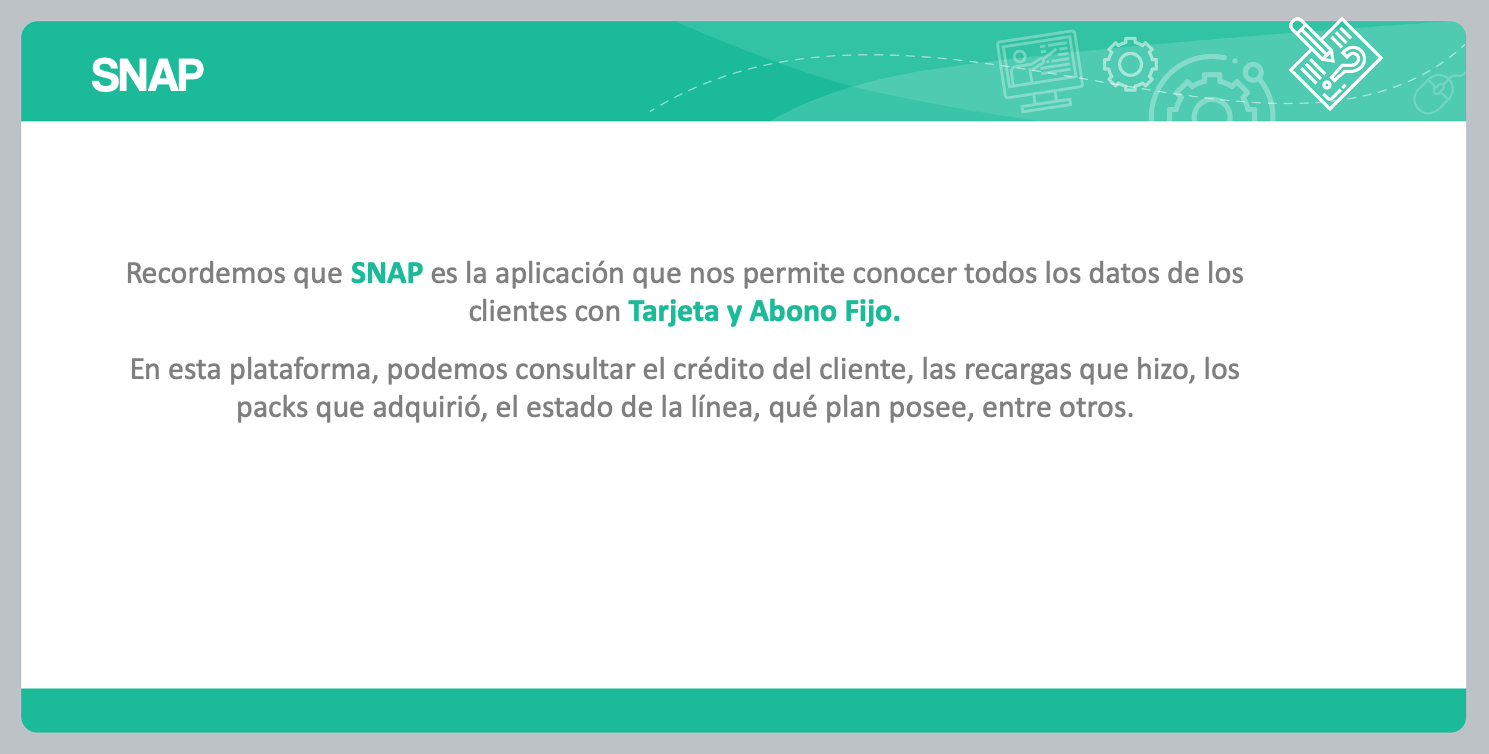 SNAP
Recordemos que SNAP es la aplicación que nos permite conocer todos los datos de los
clientes con Tarjeta y Abono Fijo.
En esta plataforma, podemos consultar el crédito del cliente, las recargas que hizo, los
packs que adquirió, el estado de la línea, qué plan posee, entre otros.